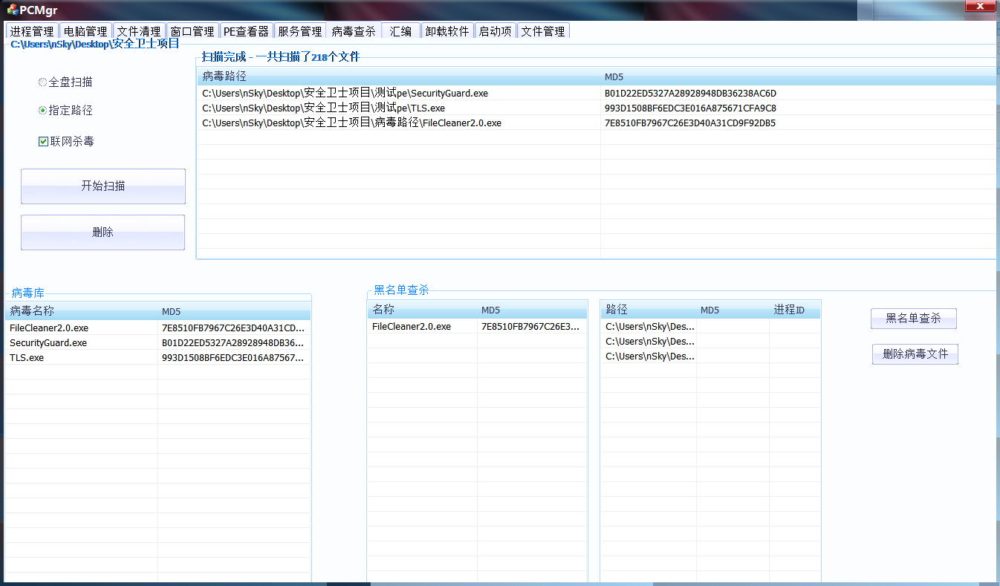 PCMgr
进程管理 电脑管理 文件清理 窗口管理 PE查看器 服务管理 病毒查杀 汇编 卸载软件 启动项 文件管理
C:\Users\nSky\Desktop\安全卫士项目
扫描完成 - 一共扫描了218个文件
全盘扫描
指定路径
联网杀毒
开始扫描
删除
病毒路径 MD5
C:\Users\nSky\Desktop\安全卫士项目\测试pe\SecurityGuard.exe B01D22ED5327A28928948DB36238AC6D
C:\Users\nSky\Desktop\安全卫士项目\测试pe\TLS.exe 993D1508BF6EDC3E016A875671CFA9C8
C:\Users\nSky\Desktop\安全卫士项目\病毒路径\FileCleaner2.0.exe 7E8510FB7967C26E3D40A31CD9F92DB5
病毒库
病毒名称 MD5
FileCleaner2.0.exe 7E8510FB7967C26E3D40A31CD...
SecurityGuard.exe B01D22ED5327A28928948DB36...
TLS.exe 993D1508BF6EDC3E016A87567...
黑名单查杀
名称 MD5
FileCleaner2.0.exe 7E8510FB7967C26E3...
路径 MD5 进程ID
C:\Users\nSky\Des...
C:\Users\nSky\Des...
C:\Users\nSky\Des...
黑名单查杀
删除病毒文件